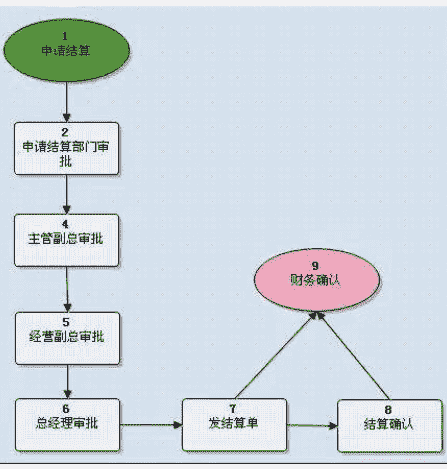 1
申请结算
2
申请结算部门审
批
4
主管副总审批
5
经营副总审批
6
总经理审批
7
发结算单
8
结算确认
9
财务确认